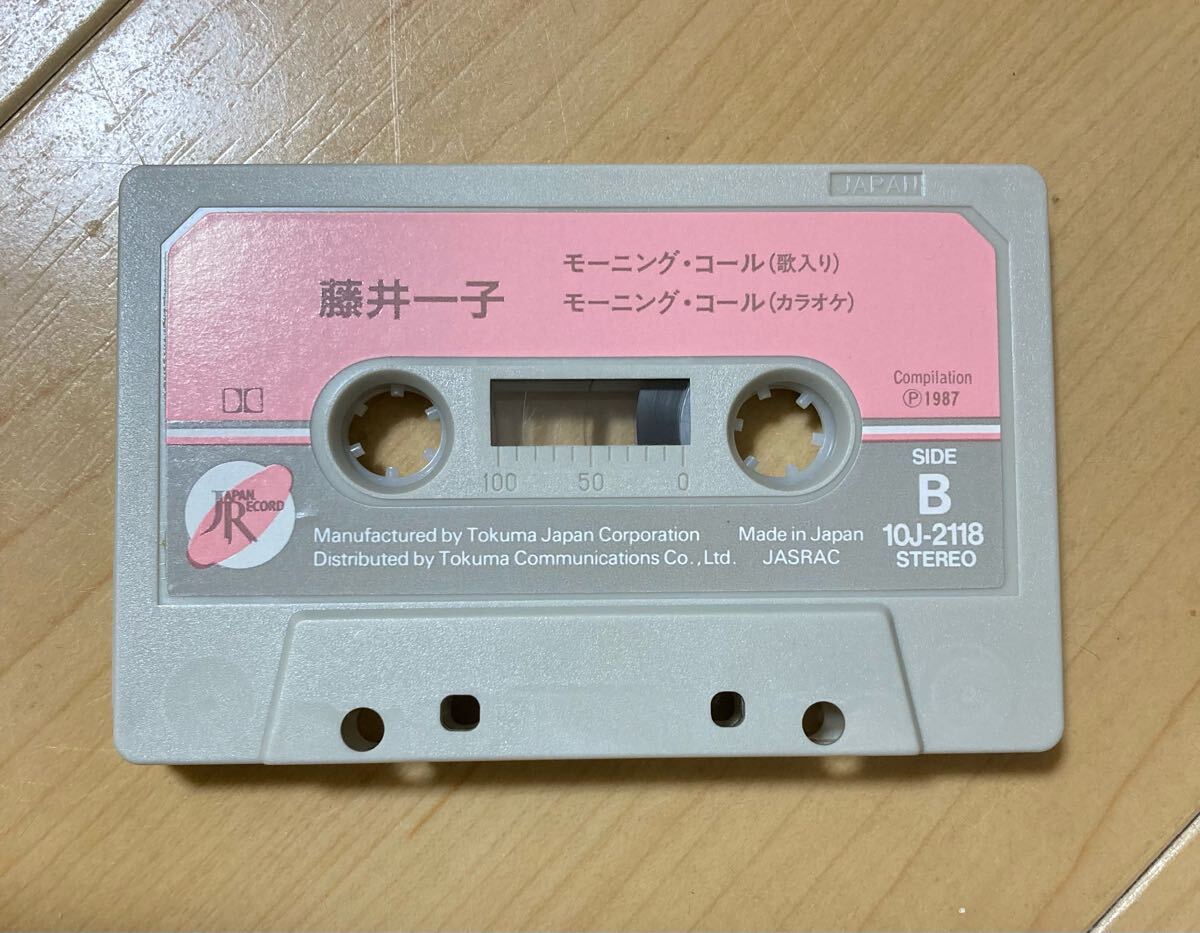 JAPAN
藤井一子
モーニング・コール(歌入り)
モーニング・コール(カラオケ)
Compilation
Ⓟ1987
SIDE
B
10J-2118
STEREO
100 50 0
JAPAN
RECORD
Manufactured by Tokuma Japan Corporation
Distributed by Tokuma Communications Co.,Ltd.
Made in Japan
JASRAC